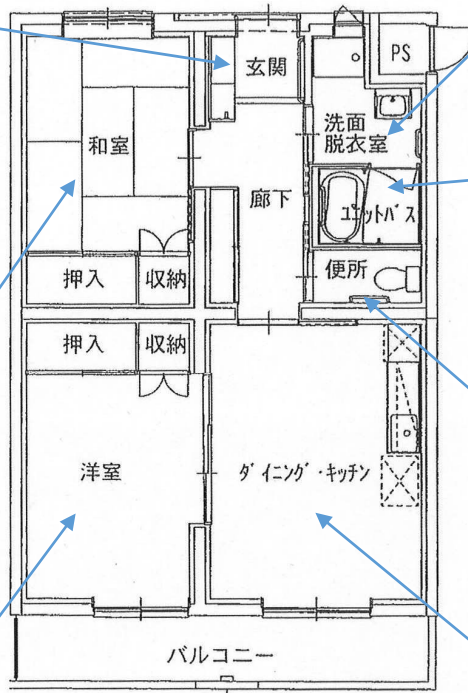 玄関
PS
和室
洗面
脱衣室
廊下
ユニットバス
便所
押入
収納
押入
収納
洋室
ダイニング・キッチン
バルコニー